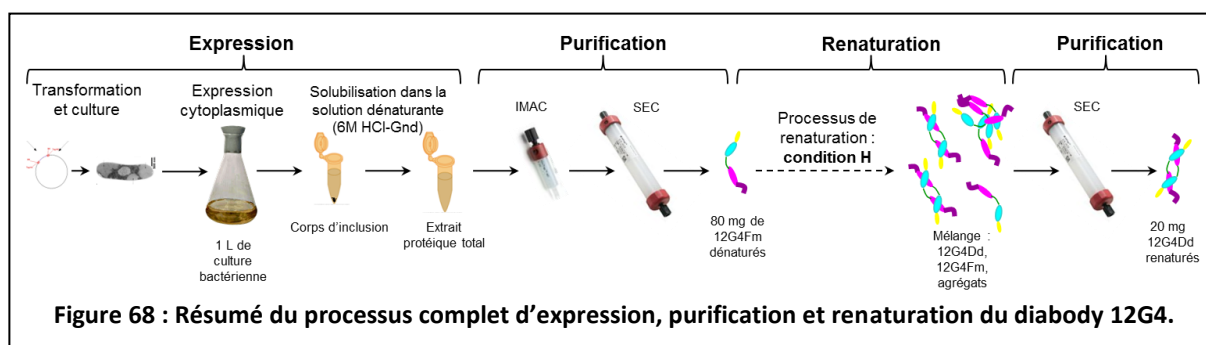 Expression
Purification
Renaturation
Purification
Transformation
et culture
Expression
cytoplasmique
Solubilisation dans la
solution dénaturante
(6M HCl-Gnd)
IMAC
SEC
Processus de
renaturation :
condition H
SEC
1 L de
culture
bactérienne
Corps d’inclusion
Extrait
protéique total
80 mg de
12G4Fm
dénaturés
Mélange :
12G4Dd,
12G4Fm,
agrégats
20 mg
12G4Dd
renaturés
Figure 68 : Résumé du processus complet d’expression, purification et renaturation du diabody 12G4.